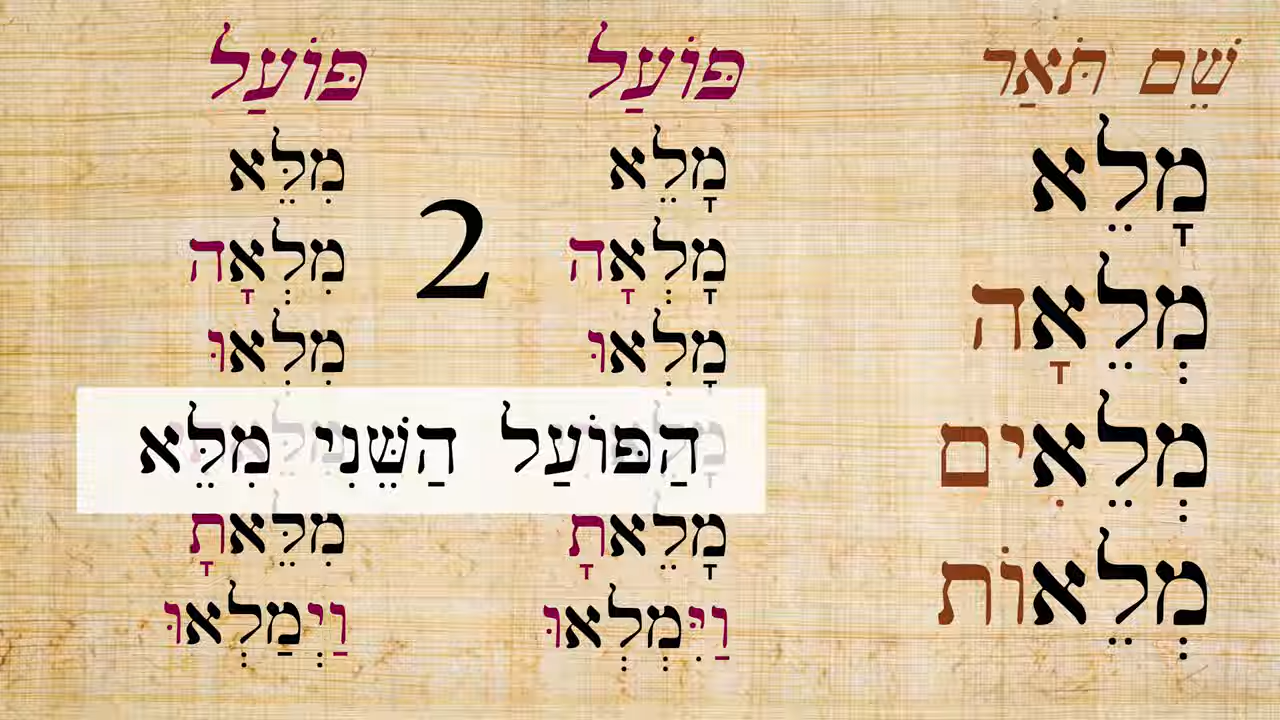 שֵׁם תֹּאַר
מָלֵא
מְלֵאָה
מְלֵאִים
מְלֵאוֹת
פּוֹעַל
מָלֵא
מָלְאָה
מָלְאוּ
מָלֵאתָ
וַיִּמְלְאוּ
2
פּוֹעַל
מִלֵּא
מִלְאָה
מִלְאוּ
מִלֵּאתָ
וַיְמַלְאוּ
הַפּוֹעַל הַשֵּׁנִי מִלֵּא